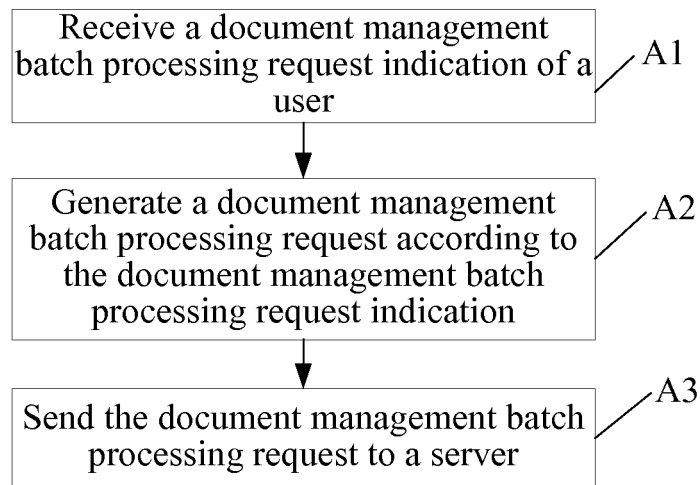 Receive a document management
batch processing request indication of a
user
A1
Generate a document management
batch processing request according to
the document management batch
processing request indication
A2
Send the document management batch
processing request to a server
A3